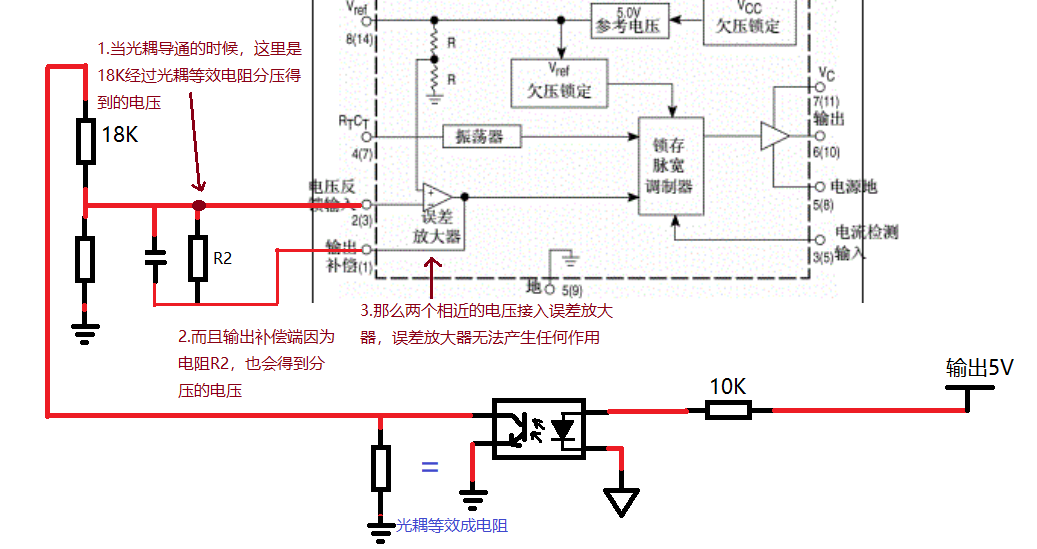 Vref
8(14)
R
R
5.0V
参考电压
VCC
欠压锁定
Vref
欠压锁定
VC
7(11)
输出
6(10)
RTCT
4(7)
振荡器
锁存
脉宽
调制器
电源地
5(8)
电流检测
3(5)输入
电压反
馈输入
2(3)
误差
放大器
输出
补偿(1)
地
5(9)
1.当光耦导通的时候，这里是
18K经过光耦等效电阻分压得
到的电压
18K
R2
2.而且输出补偿端因为
电阻R2，也会得到分
压的电压
3.那么两个相近的电压接入误差放大
器，误差放大器无法产生任何作用
10K
输出5V
=
光耦等效成电阻